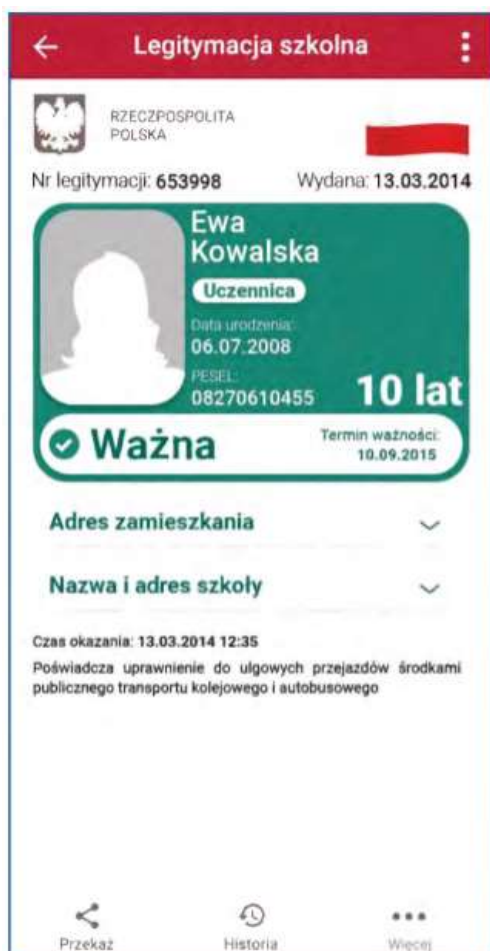 Legitymacja szkolna
RZECZPOSPOLITA
POLSKA
Nr legitymacji: 653998
Wydana: 13.03.2014
Ewa
Kowalska
Uczennica
Data urodzenia:
06.07.2008
PESEL:
08270610455
10 lat
Ważna
Termin ważności:
10.09.2015
Adres zamieszkania
Nazwa i adres szkoły
Czas okazania: 13.03.2014 12:35
Poświadcza uprawnienie do ulgowych przejazdów środkami
publicznego transportu kolejowego i autobusowego
Przekaż
Historia
Więcej